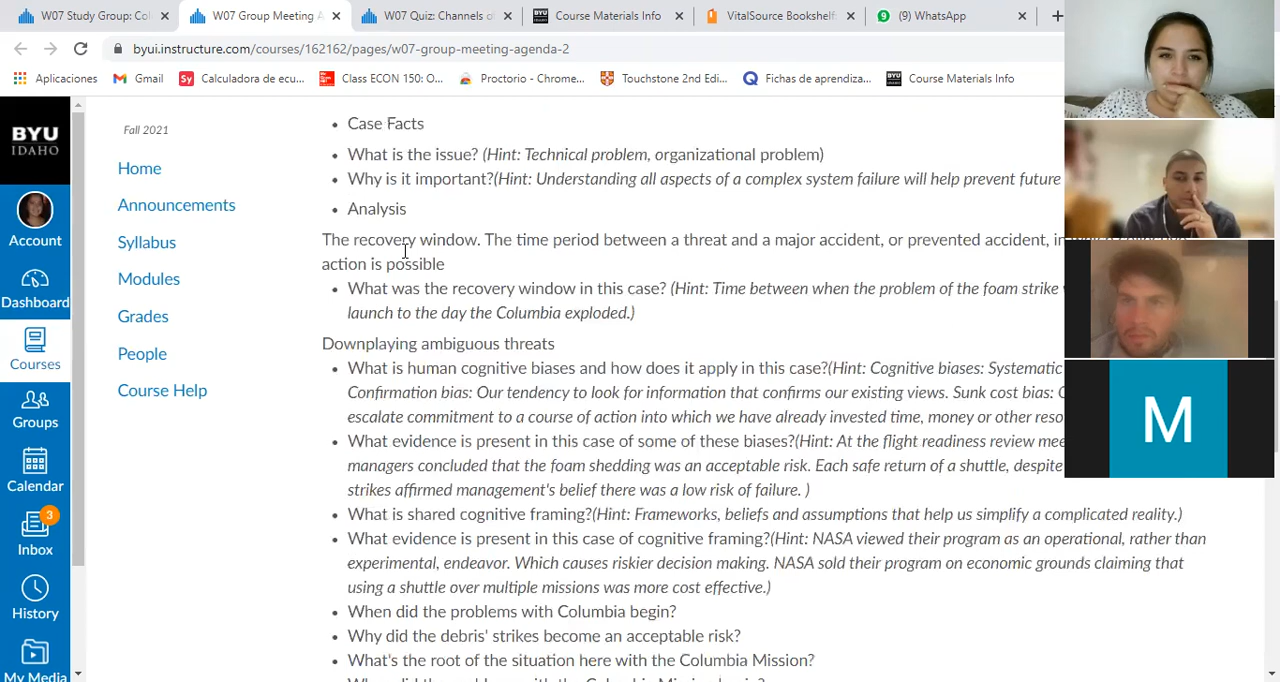 W07 Study Group: Co
W07 Group Meeting A
W07 Quiz: Channels o
Course Materials Info
VitalSource Bookshelf:
(9) WhatsApp
byui.instructure.com/courses/162162/pages/w07-group-meeting-agenda-2
Aplicaciones
Gmail
Sy
Calculadora de ecu...
Class ECON 150: O...
Proctorio - Chrome...
Touchstone 2nd Edi...
Fichas de aprendiza...
Course Materials Info
BYU
IDAHO
Account
Dashboard
Courses
Groups
Calendar
3
Inbox
History
My Media
Fall 2021
Home
Announcements
Syllabus
Modules
Grades
People
Course Help
• Case Facts
• What is the issue? (Hint: Technical problem, organizational problem)
• Why is it important?(Hint: Understanding all aspects of a complex system failure will help prevent future
• Analysis
The recovery window. The time period between a threat and a major accident, or prevented accident, in
action is possible
• What was the recovery window in this case? (Hint: Time between when the problem of the foam strike
launch to the day the Columbia exploded.)
Downplaying ambiguous threats
• What is human cognitive biases and how does it apply in this case?(Hint: Cognitive biases: Systematic
Confirmation bias: Our tendency to look for information that confirms our existing views. Sunk cost bias:
escalate commitment to a course of action into which we have already invested time, money or other
• What evidence is present in this case of some of these biases?(Hint: At the flight readiness review
managers concluded that the foam shedding was an acceptable risk. Each safe return of a shuttle, despite
strikes affirmed management's belief there was a low risk of failure. )
• What is shared cognitive framing?(Hint: Frameworks, beliefs and assumptions that help us simplify a complicated reality.)
• What evidence is present in this case of cognitive framing?(Hint: NASA viewed their program as an operational, rather than
experimental, endeavor. Which causes riskier decision making. NASA sold their program on economic grounds claiming that
using a shuttle over multiple missions was more cost effective.)
• When did the problems with Columbia begin?
• Why did the debris' strikes become an acceptable risk?
• What's the root of the situation here with the Columbia Mission?
M